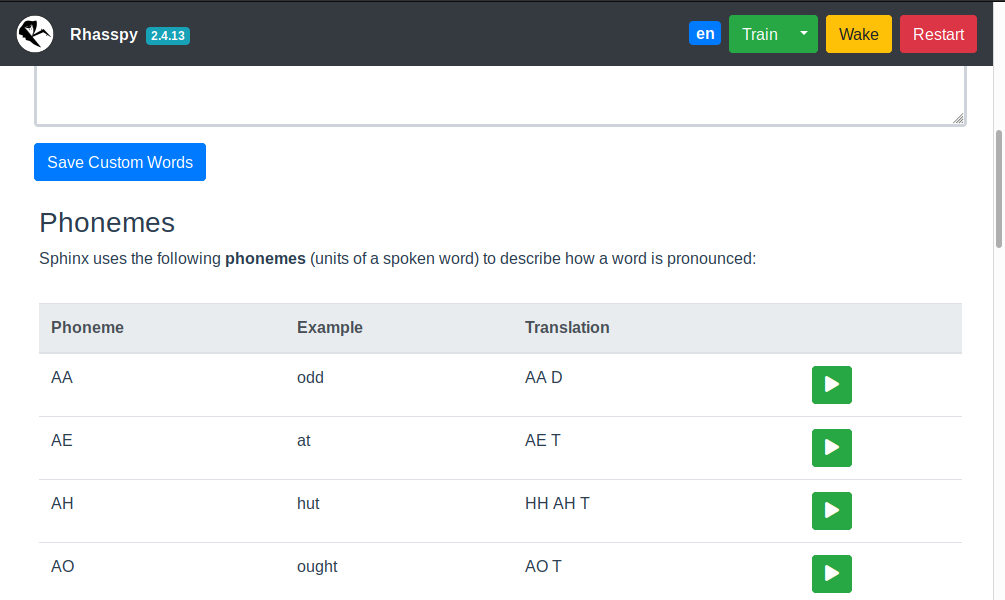 Rhasspy 2.4.13 en Train Wake Restart
Save Custom Words
Phonemes
Sphinx uses the following phonemes (units of a spoken word) to describe how a word is pronounced:
Phoneme Example Translation
AA odd AA D
AE at AE T
AH hut HH AH T
AO ought AO T